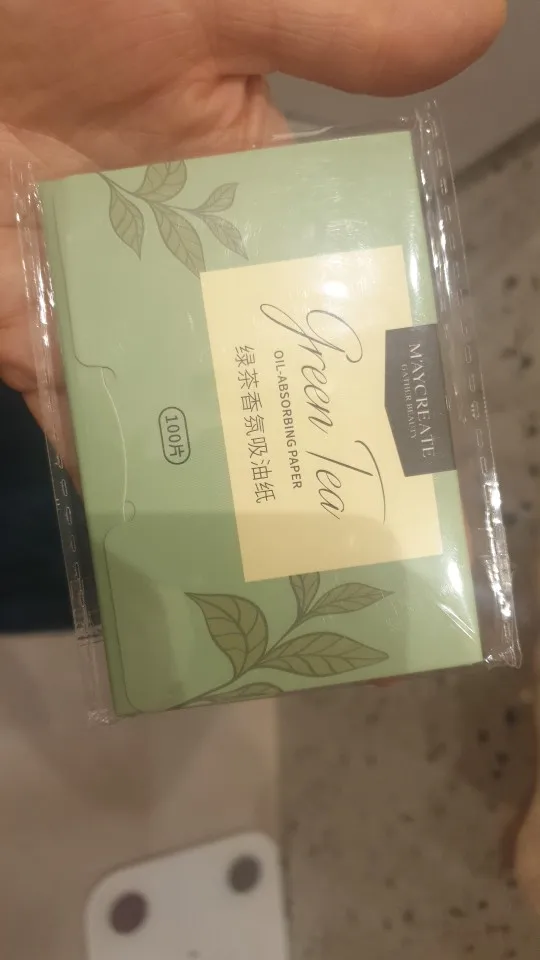 MAYCREATE
GATHER BEAUTY
Green Tea
OIL-ABSORBING PAPER
绿茶香氛吸油纸
100片